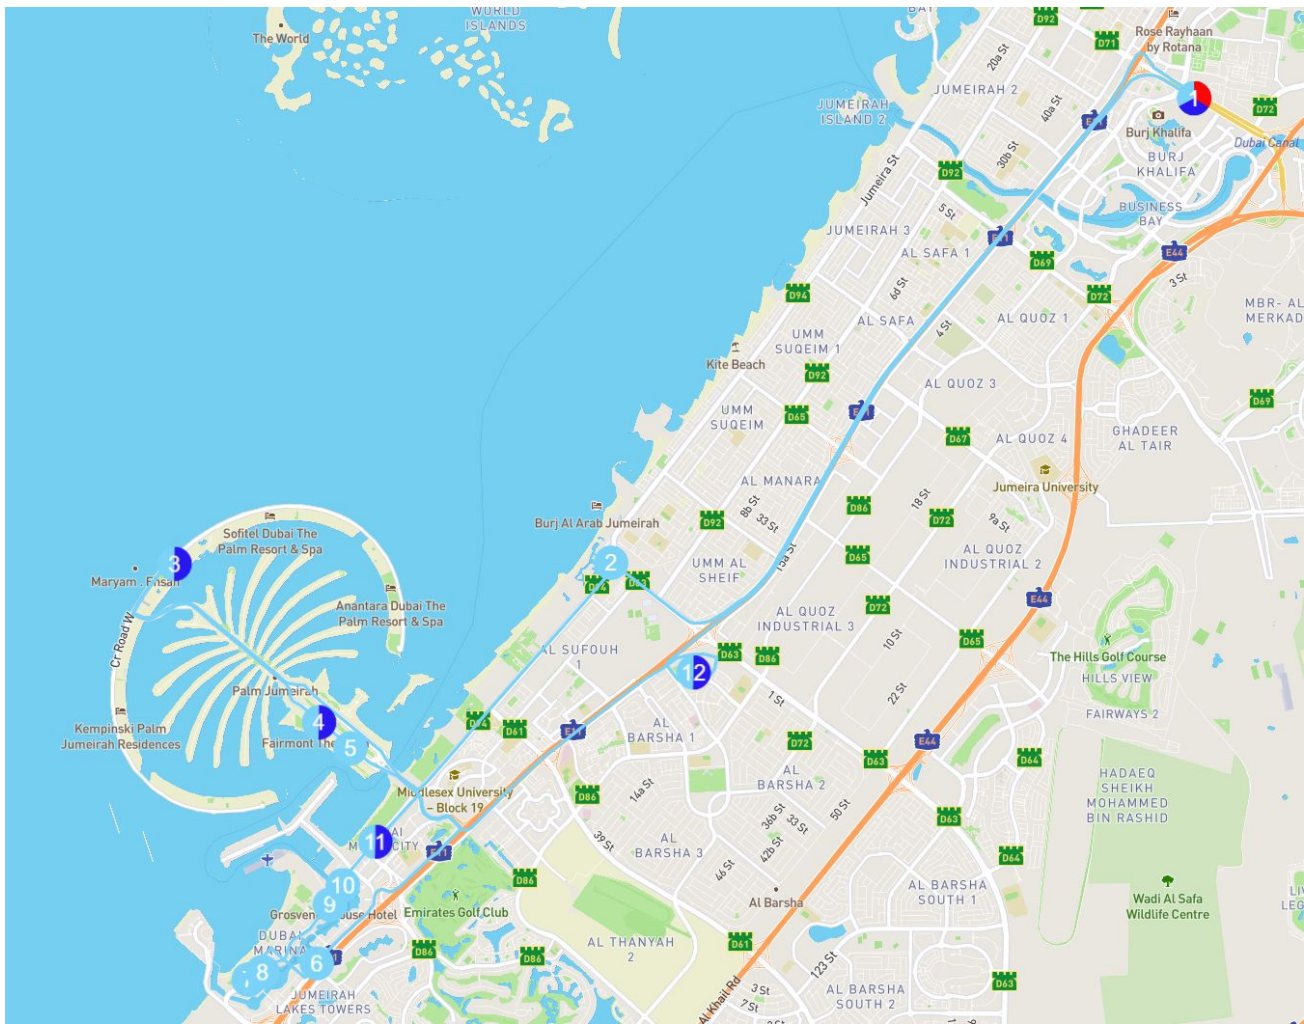 WORLD
ISLANDS
The World
BAY
D92
D71
Rose Rayhaan
by Rotana
20a St
JUMEIRAH 2
40a St
JUMEIRAH
ISLAND 2
E11
1
D72
Burj Khalifa
Dubai Canal
30b St
BURJ
KHALIFA
D92
Jumeira St
5 St
BUSINESS
BAY
JUMEIRAH 3
AL SAFA 1
E11
E44
D69
3 St
6d St
D94
D72
MBR- AL
MERKAD
AL SAFA
4 St
AL QUOZ 1
UMM
SUQEIM 1
Kite Beach
D92
AL QUOZ 3
D69
UMM
SUQEIM
D65
D67
AL QUOZ 4
GHADEER
AL TAIR
AL MANARA
Jumeira University
8b St
33 St
D86
18 St
D72
9a St
Burj Al Arab Jumeirah
D92
Sofitel Dubai The
Palm Resort & Spa
2
UMM AL
SHEIF
D65
AL QUOZ
INDUSTRIAL 2
3
D94
Anantara Dubai The
Palm Resort & Spa
D72
E44
AL QUOZ
INDUSTRIAL 3
Cr Road W
10 St
D65
AL SUFOUH
1
D63
D86
The Hills Golf Course
HILLS VIEW
12
Palm Jumeirah
1 St
22 St
FAIRWAYS 2
Kempinski Palm
Jumeirah Residences
4
Fairmont The
5
D94
D61
E11
AL
BARSHA 1
D72
E44
D63
D64
Middlesex University
– Block 19
14a St
D86
AL
BARSHA 2
HADAEQ
SHEIKH
MOHAMMED
BIN RASHID
36b St
33 St
50 St
D63
11
E11
39 St
AL
BARSHA 3
42b St
46 St
D64
10
9
D86
AL BARSHA
SOUTH 1
Al Barsha
Wadi Al Safa
Wildlife Centre
Emirates Golf Club
DUBAI
MARINA
D86
D86
AL THANYAH
2
D61
8
6
123 St
D63
JUMEIRAH
LAKES TOWERS
Al Khail Rd
3 St
7 St
AL BARSHA
SOUTH 2